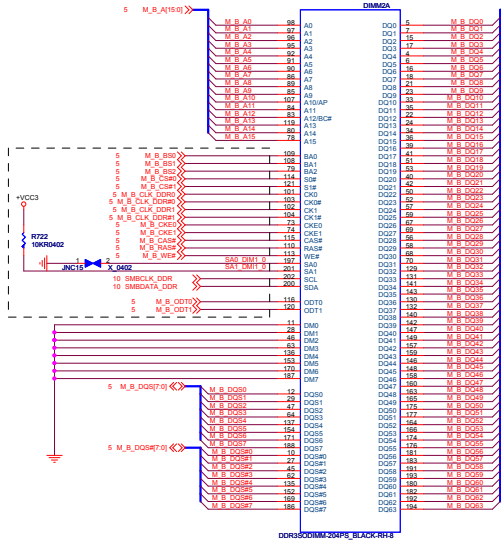 DIMM2A
5 M_B_A[15:0]
M_B_A0 98 A0
M_B_A1 97 A1
M_B_A2 96 A2
M_B_A3 95 A3
M_B_A4 92 A4
M_B_A5 91 A5
M_B_A6 90 A6
M_B_A7 86 A7
M_B_A8 89 A8
M_B_A9 85 A9
M_B_A10 107 A10/AP
M_B_A11 84 A11
M_B_A12 83 A12/BC#
M_B_A13 119 A13
M_B_A14 80 A14
M_B_A15 78 A15
5 M_B_BS0 109 BA0
5 M_B_BS1 108 BA1
5 M_B_BS2 79 BA2
5 M_B_CS#0 114 S0#
5 M_B_CS#1 121 S1#
5 M_B_CLK_DDR0 101 CK0
5 M_B_CLK_DDR#0 103 CK0#
5 M_B_CLK_DDR1 102 CK1
5 M_B_CLK_DDR#1 104 CK1#
5 M_B_CKE0 73 CKE0
5 M_B_CKE1 74 CKE1
5 M_B_CAS# 115 CAS#
5 M_B_RAS# 110 RAS#
5 M_B_WE# 113 WE#
SA0_DIM1_0 197 SA0
SA1_DIM1_0 201 SA1
10 SMBCLK_DDR 202 SCL
10 SMBDATA_DDR 200 SDA
+VCC3
R722
10KR0402
1 2
JNC15 X_0402
5 M_B_ODT0 116 ODT0
5 M_B_ODT1 120 ODT1
11 DM0
28 DM1
46 DM2
63 DM3
136 DM4
153 DM5
170 DM6
187 DM7
5 M_B_DQS[7:0]
M_B_DQS0 12 DQS0
M_B_DQS1 29 DQS1
M_B_DQS2 47 DQS2
M_B_DQS3 64 DQS3
M_B_DQS4 137 DQS4
M_B_DQS5 154 DQS5
M_B_DQS6 171 DQS6
M_B_DQS7 188 DQS7
5 M_B_DQS#[7:0]
M_B_DQS#0 10 DQS#0
M_B_DQS#1 27 DQS#1
M_B_DQS#2 45 DQS#2
M_B_DQS#3 62 DQS#3
M_B_DQS#4 135 DQS#4
M_B_DQS#5 152 DQS#5
M_B_DQS#6 169 DQS#6
M_B_DQS#7 186 DQS#7
DQ0 5 M_B_DQ0
DQ1 7 M_B_DQ1
DQ2 15 M_B_DQ2
DQ3 17 M_B_DQ3
DQ4 4 M_B_DQ4
DQ5 6 M_B_DQ5
DQ6 16 M_B_DQ6
DQ7 18 M_B_DQ7
DQ8 21 M_B_DQ8
DQ9 23 M_B_DQ9
DQ10 33 M_B_DQ10
DQ11 35 M_B_DQ11
DQ12 22 M_B_DQ12
DQ13 24 M_B_DQ13
DQ14 34 M_B_DQ14
DQ15 36 M_B_DQ15
DQ16 39 M_B_DQ16
DQ17 41 M_B_DQ17
DQ18 51 M_B_DQ18
DQ19 53 M_B_DQ19
DQ20 40 M_B_DQ20
DQ21 42 M_B_DQ21
DQ22 50 M_B_DQ22
DQ23 52 M_B_DQ23
DQ24 57 M_B_DQ24
DQ25 59 M_B_DQ25
DQ26 67 M_B_DQ26
DQ27 69 M_B_DQ27
DQ28 56 M_B_DQ28
DQ29 58 M_B_DQ29
DQ30 68 M_B_DQ30
DQ31 70 M_B_DQ31
DQ32 129 M_B_DQ32
DQ33 131 M_B_DQ33
DQ34 141 M_B_DQ34
DQ35 143 M_B_DQ35
DQ36 130 M_B_DQ36
DQ37 132 M_B_DQ37
DQ38 140 M_B_DQ38
DQ39 142 M_B_DQ39
DQ40 147 M_B_DQ40
DQ41 149 M_B_DQ41
DQ42 157 M_B_DQ42
DQ43 159 M_B_DQ43
DQ44 146 M_B_DQ44
DQ45 148 M_B_DQ45
DQ46 158 M_B_DQ46
DQ47 160 M_B_DQ47
DQ48 163 M_B_DQ48
DQ49 165 M_B_DQ49
DQ50 175 M_B_DQ50
DQ51 177 M_B_DQ51
DQ52 164 M_B_DQ52
DQ53 166 M_B_DQ53
DQ54 174 M_B_DQ54
DQ55 176 M_B_DQ55
DQ56 181 M_B_DQ56
DQ57 183 M_B_DQ57
DQ58 191 M_B_DQ58
DQ59 193 M_B_DQ59
DQ60 180 M_B_DQ60
DQ61 182 M_B_DQ61
DQ62 192 M_B_DQ62
DQ63 194 M_B_DQ63
DDR3SODIMM-204PS_BLACK-RH-8